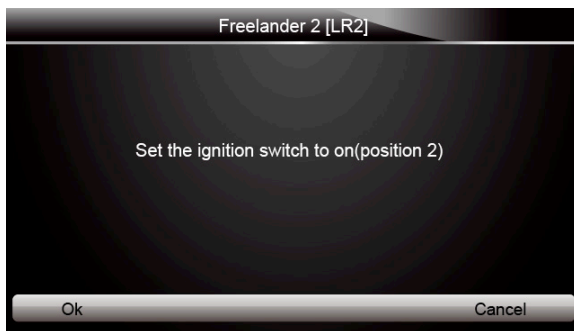 Freelander 2 [LR2]
Set the ignition switch to on(position 2)
Ok Cancel